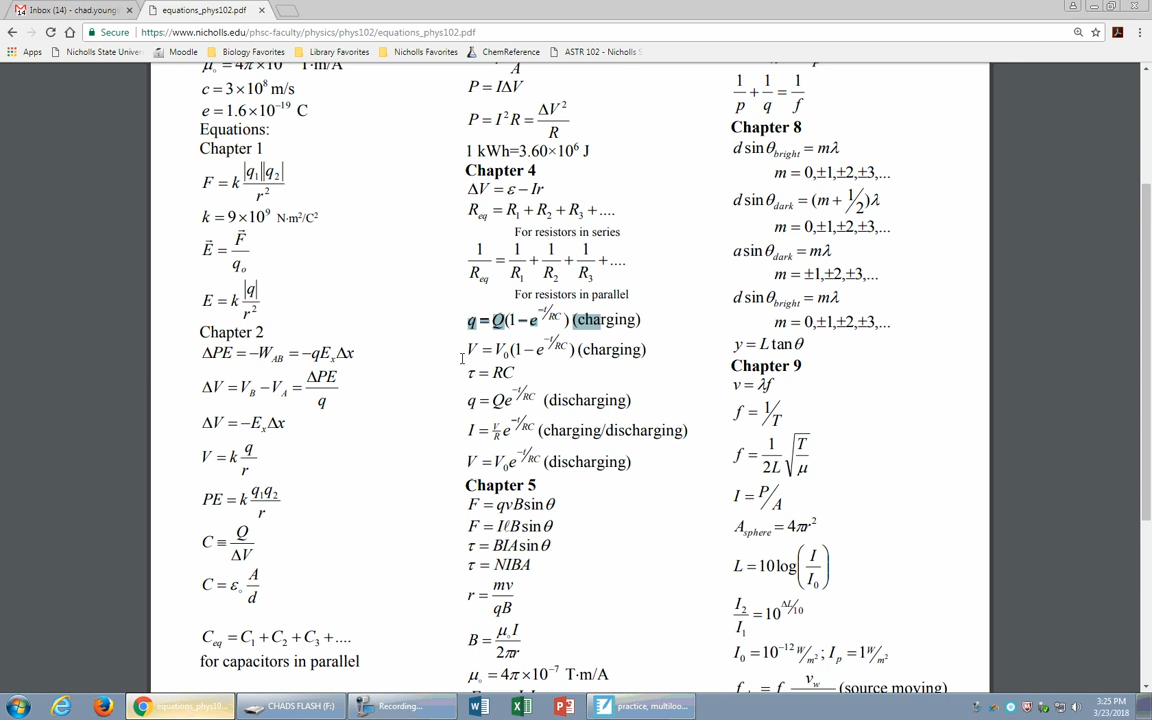 Inbox (14) - chad.young
equations_phys102.pdf
Secure
https://www.nicholls.edu/phsc-faculty/physics/phys102/equations_phys102.pdf
Apps
Nicholls State Univer
Moodle
Biology Favorites
Library Favorites
Nicholls Favorites
ChemReference
ASTR 102 - Nicholls S
c = 3×10⁸ m/s
e = 1.6×10⁻¹⁹ C
Equations:
Chapter 1
F = k |q₁||q₂| / r²
k = 9×10⁹ N·m²/C²
E⃗ = F⃗ / qₒ
E = k |q| / r²
Chapter 2
ΔPE = −W_AB = −qEₓΔx
ΔV = V_B − V_A = ΔPE / q
ΔV = −EₓΔx
V = k q / r
PE = k q₁q₂ / r
C ≡ Q / ΔV
C = ε₀ A / d
C_eq = C₁ + C₂ + C₃ + ....
for capacitors in parallel
A
P = IΔV
P = I²R = ΔV² / R
1 kWh=3.60×10⁶ J
Chapter 4
ΔV = ε − Ir
R_eq = R₁ + R₂ + R₃ + ....
For resistors in series
1/R_eq = 1/R₁ + 1/R₂ + 1/R₃ + ....
For resistors in parallel
q = Q(1 − e^(−t/RC)) (charging)
V = V₀(1 − e^(−t/RC)) (charging)
τ = RC
q = Qe^(−t/RC) (discharging)
I = V/R e^(−t/RC) (charging/discharging)
V = V₀e^(−t/RC) (discharging)
Chapter 5
F = qvB sin θ
F = IℓB sin θ
τ = BIA sin θ
τ = NIBA
r = mv / qB
B = μ₀I / 2πr
μ₀ = 4π×10⁻⁷ T·m/A
1/p + 1/q = 1/f
Chapter 8
d sin θ_bright = mλ
m = 0,±1,±2,±3,...
d sin θ_dark = (m + 1/2)λ
m = 0,±1,±2,±3,...
a sin θ_dark = mλ
m = ±1,±2,±3,...
d sin θ_bright = mλ
m = 0,±1,±2,±3,...
y = L tan θ
Chapter 9
v = λf
f = 1/T
f = 1/2L √(T/μ)
I = P/A
A_sphere = 4πr²
L = 10 log(I / I₀)
I₂/I₁ = 10^(ΔL/10)
I₀ = 10⁻¹² W/m² ; I_p = 1 W/m²
(source moving)
equations_phys10...
CHADS FLASH (F:)
Recording...
practice, multiloo...
3:25 PM
3/23/2018